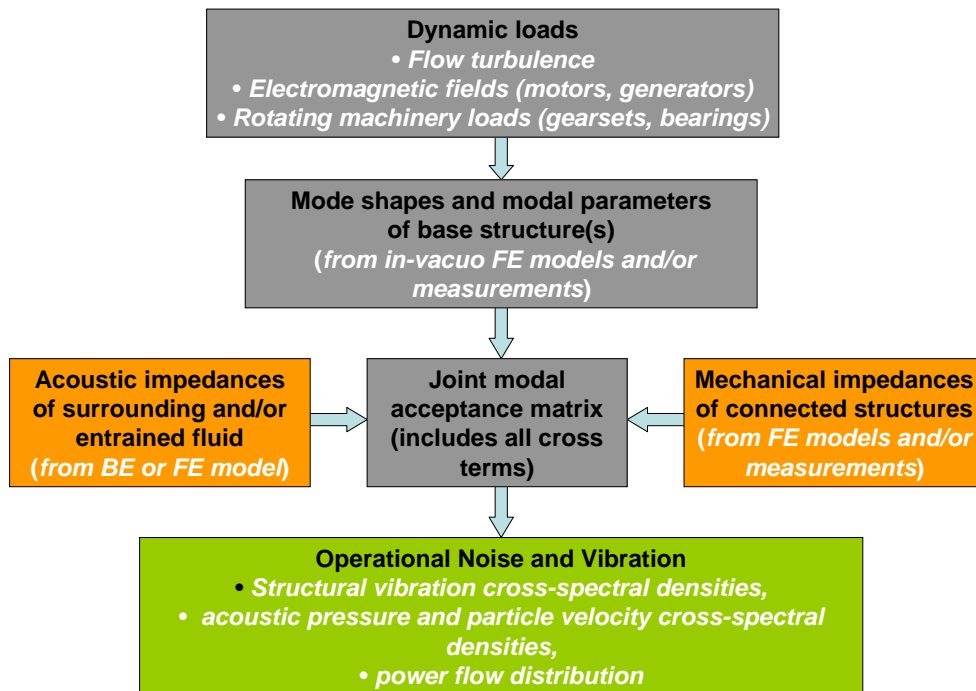 Dynamic loads
• Flow turbulence
• Electromagnetic fields (motors, generators)
• Rotating machinery loads (gearsets, bearings)
Mode shapes and modal parameters
of base structure(s)
(from in-vacuo FE models and/or
measurements)
Acoustic impedances
of surrounding and/or
entrained fluid
(from BE or FE model)
Joint modal
acceptance matrix
(includes all cross
terms)
Mechanical impedances
of connected structures
(from FE models and/or
measurements)
Operational Noise and Vibration
• Structural vibration cross-spectral densities,
• acoustic pressure and particle velocity cross-spectral
densities,
• power flow distribution